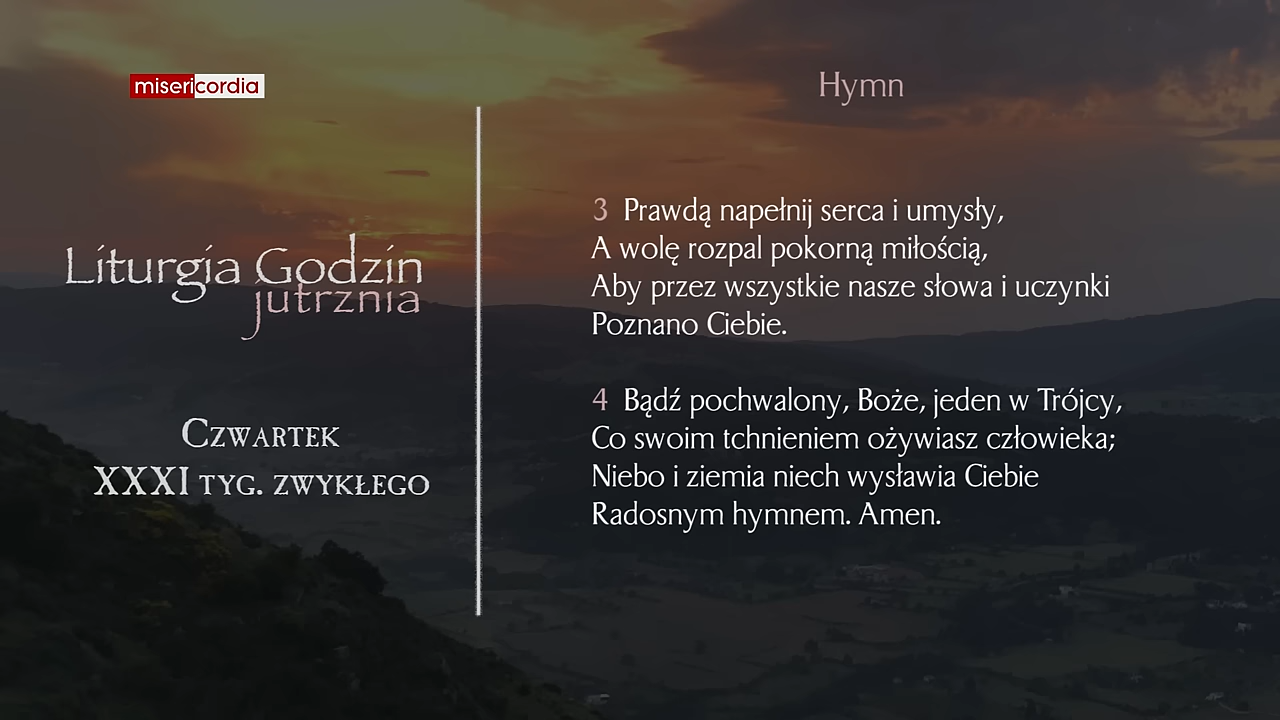 misericordia
Liturgia Godzin
jutrznia
Czwartek
XXXI tyg. zwykłego
Hymn
3 Prawdą napełnij serca i umysły,
A wolę rozpal pokorną miłością,
Aby przez wszystkie nasze słowa i uczynki
Poznano Ciebie.
4 Bądź pochwalony, Boże, jeden w Trójcy,
Co swoim tchnieniem ożywiasz człowieka;
Niebo i ziemia niech wysławia Ciebie
Radosnym hymnem. Amen.